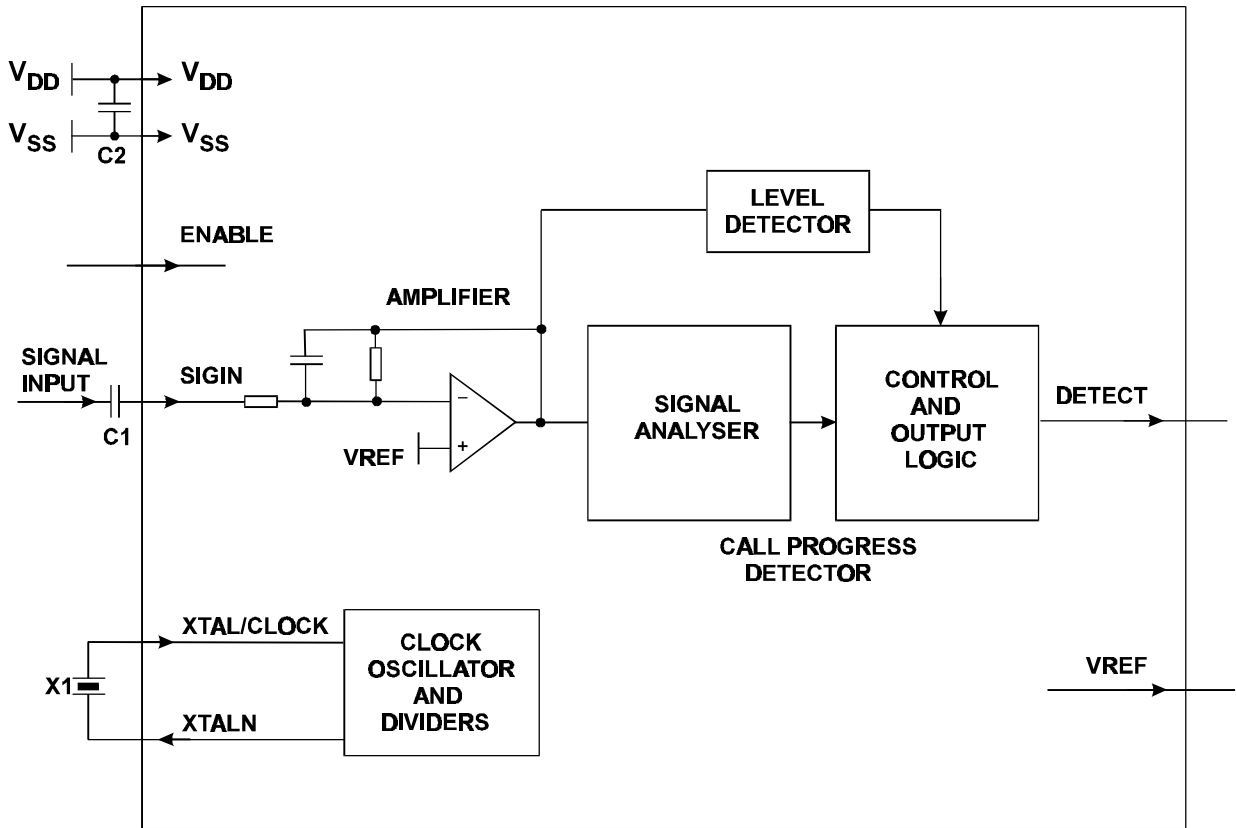 VDD
VDD
VSS
VSS
C2
LEVEL
DETECTOR
ENABLE
AMPLIFIER
SIGNAL
INPUT
SIGIN
C1
−
+
VREF
SIGNAL
ANALYSER
CONTROL
AND
OUTPUT
LOGIC
DETECT
CALL PROGRESS
DETECTOR
XTAL/CLOCK
X1
XTALN
CLOCK
OSCILLATOR
AND
DIVIDERS
VREF